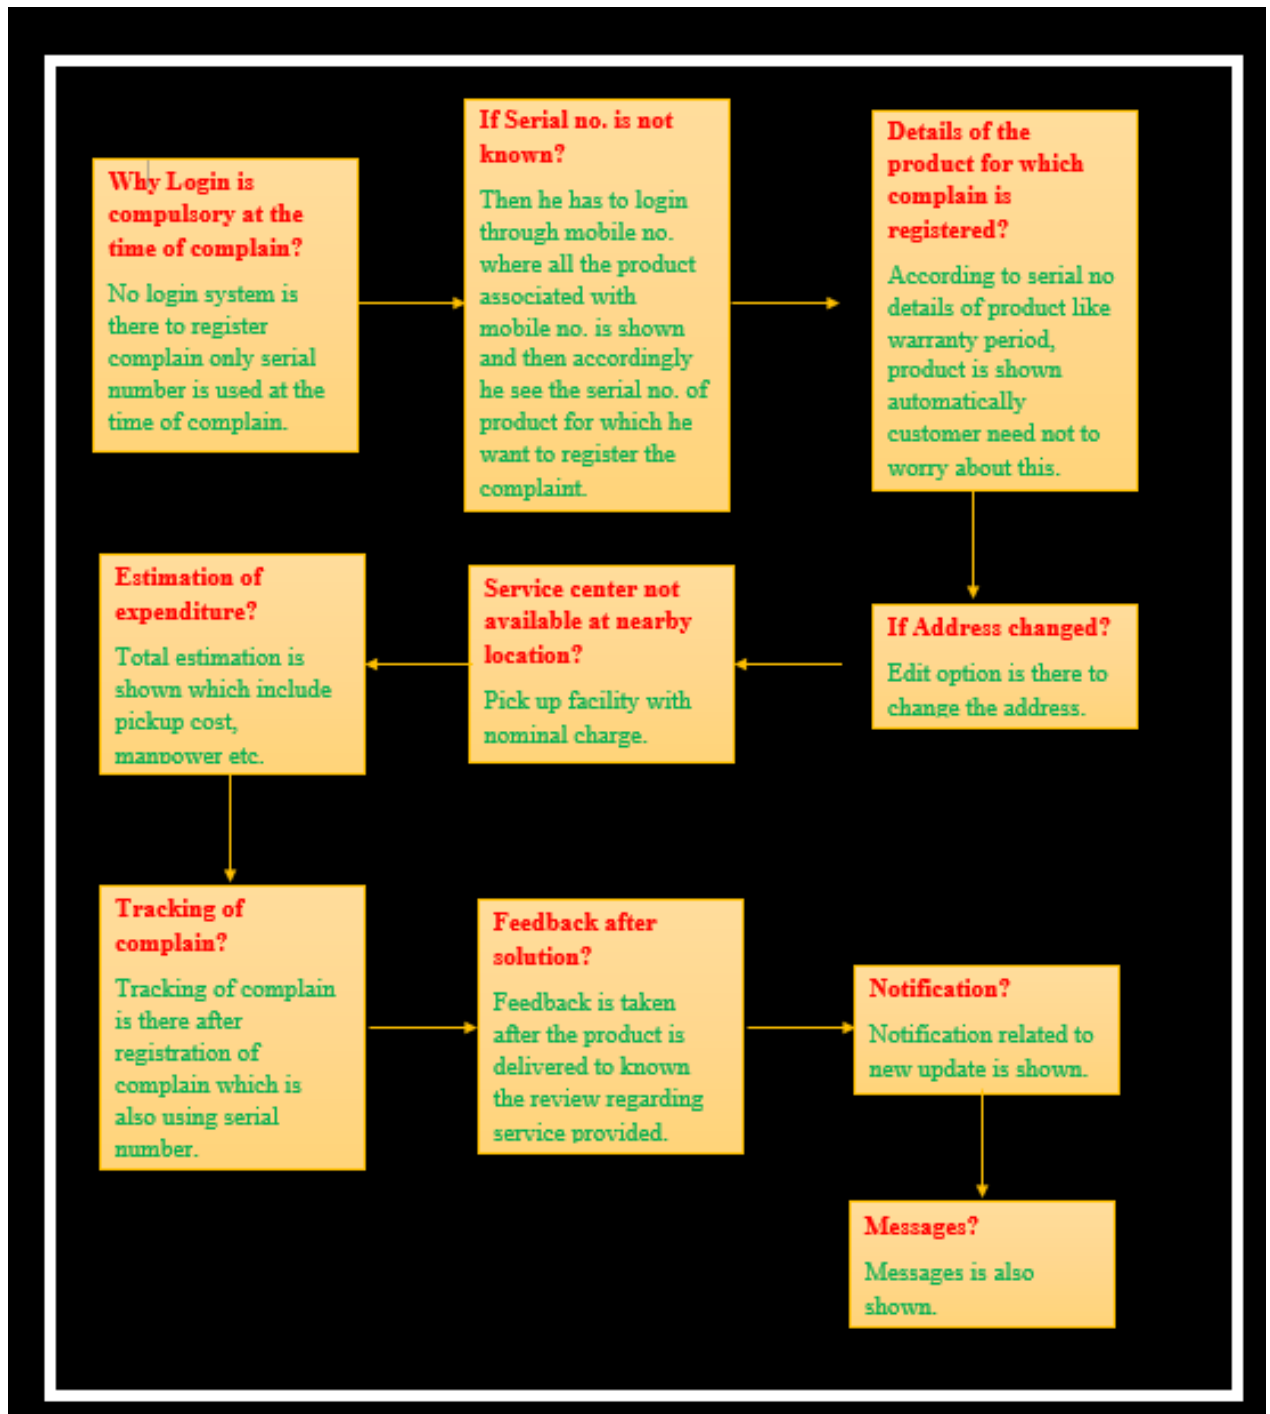 Why Login is
compulsory at the
time of complain?
No login system is
there to register
complain only serial
number is used at the
time of complain.
If Serial no. is not
known?
Then he has to login
through mobile no.
where all the product
associated with
mobile no. is shown
and then accordingly
he see the serial no. of
product for which he
want to register the
complaint.
Details of the
product for which
complain is
registered?
According to serial no
details of product like
warranty period,
product is shown
automatically
customer need not to
worry about this.
If Address changed?
Edit option is there to
change the address.
Service center not
available at nearby
location?
Pick up facility with
nominal charge.
Estimation of
expenditure?
Total estimation is
shown which include
pickup cost,
manpower etc.
Tracking of
complain?
Tracking of complain
is there after
registration of
complain which is
also using serial
number.
Feedback after
solution?
Feedback is taken
after the product is
delivered to known
the review regarding
service provided.
Notification?
Notification related to
new update is shown.
Messages?
Messages is also
shown.